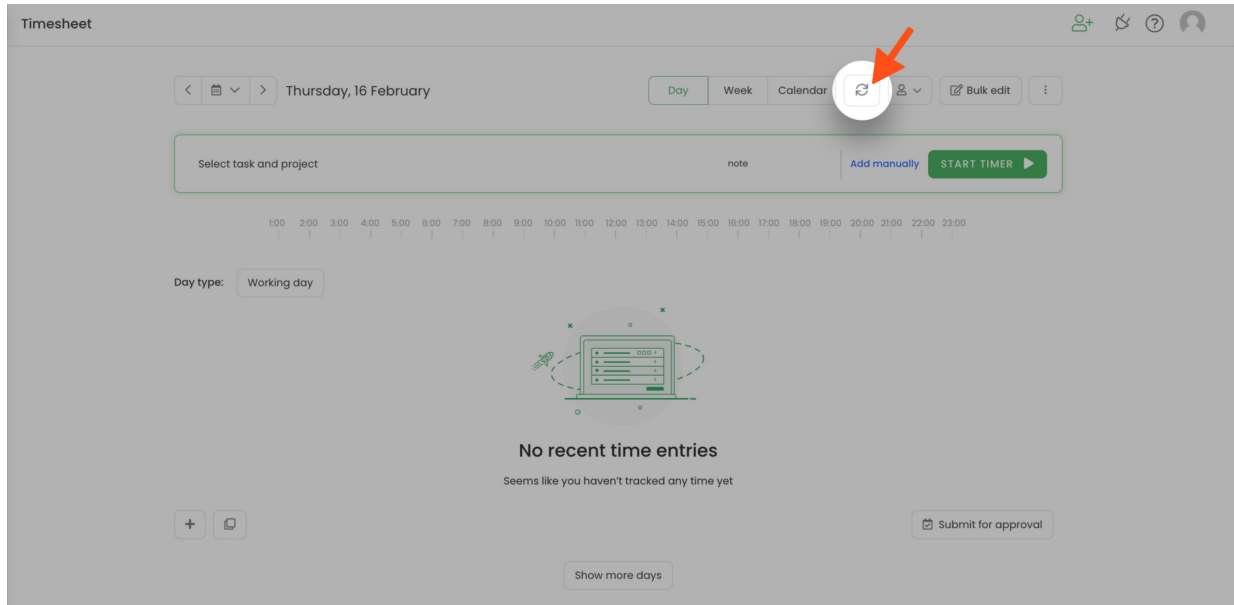 Timesheet
Thursday, 16 February
Day Week Calendar Bulk edit
Select task and project note Add manually START TIMER
1:00 2:00 3:00 4:00 5:00 6:00 7:00 8:00 9:00 10:00 11:00 12:00 13:00 14:00 15:00 16:00 17:00 18:00 19:00 20:00 21:00 22:00 23:00
Day type: Working day
No recent time entries
Seems like you haven't tracked any time yet
Submit for approval
Show more days